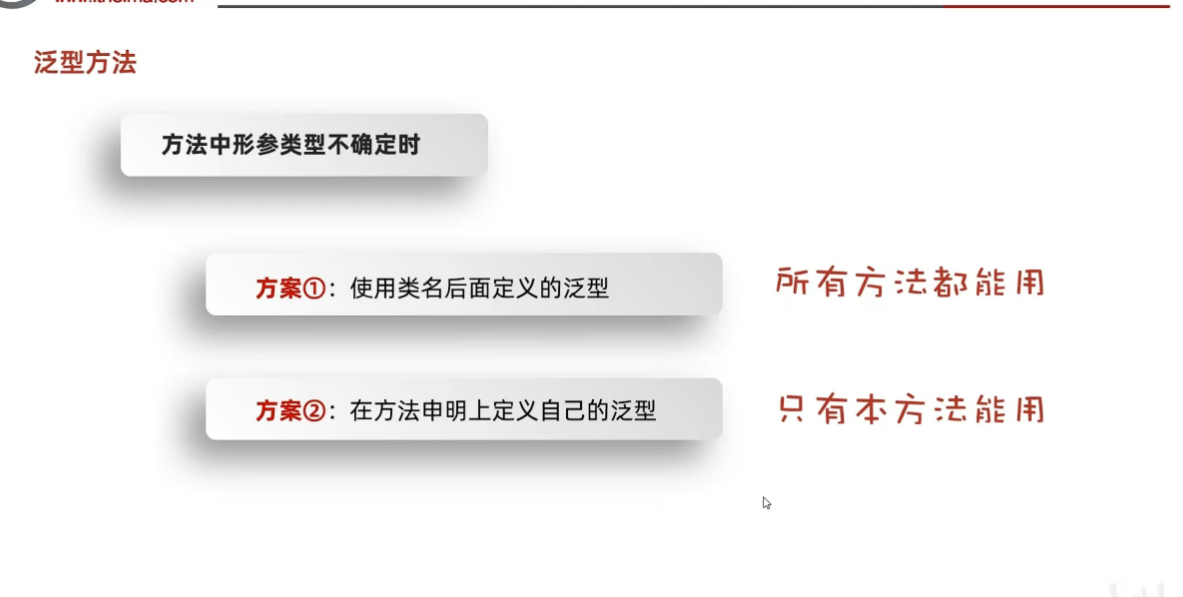 泛型方法
方法中形参类型不确定时
方案①：使用类名后面定义的泛型
所有方法都能用
方案②：在方法申明上定义自己的泛型
只有本方法能用